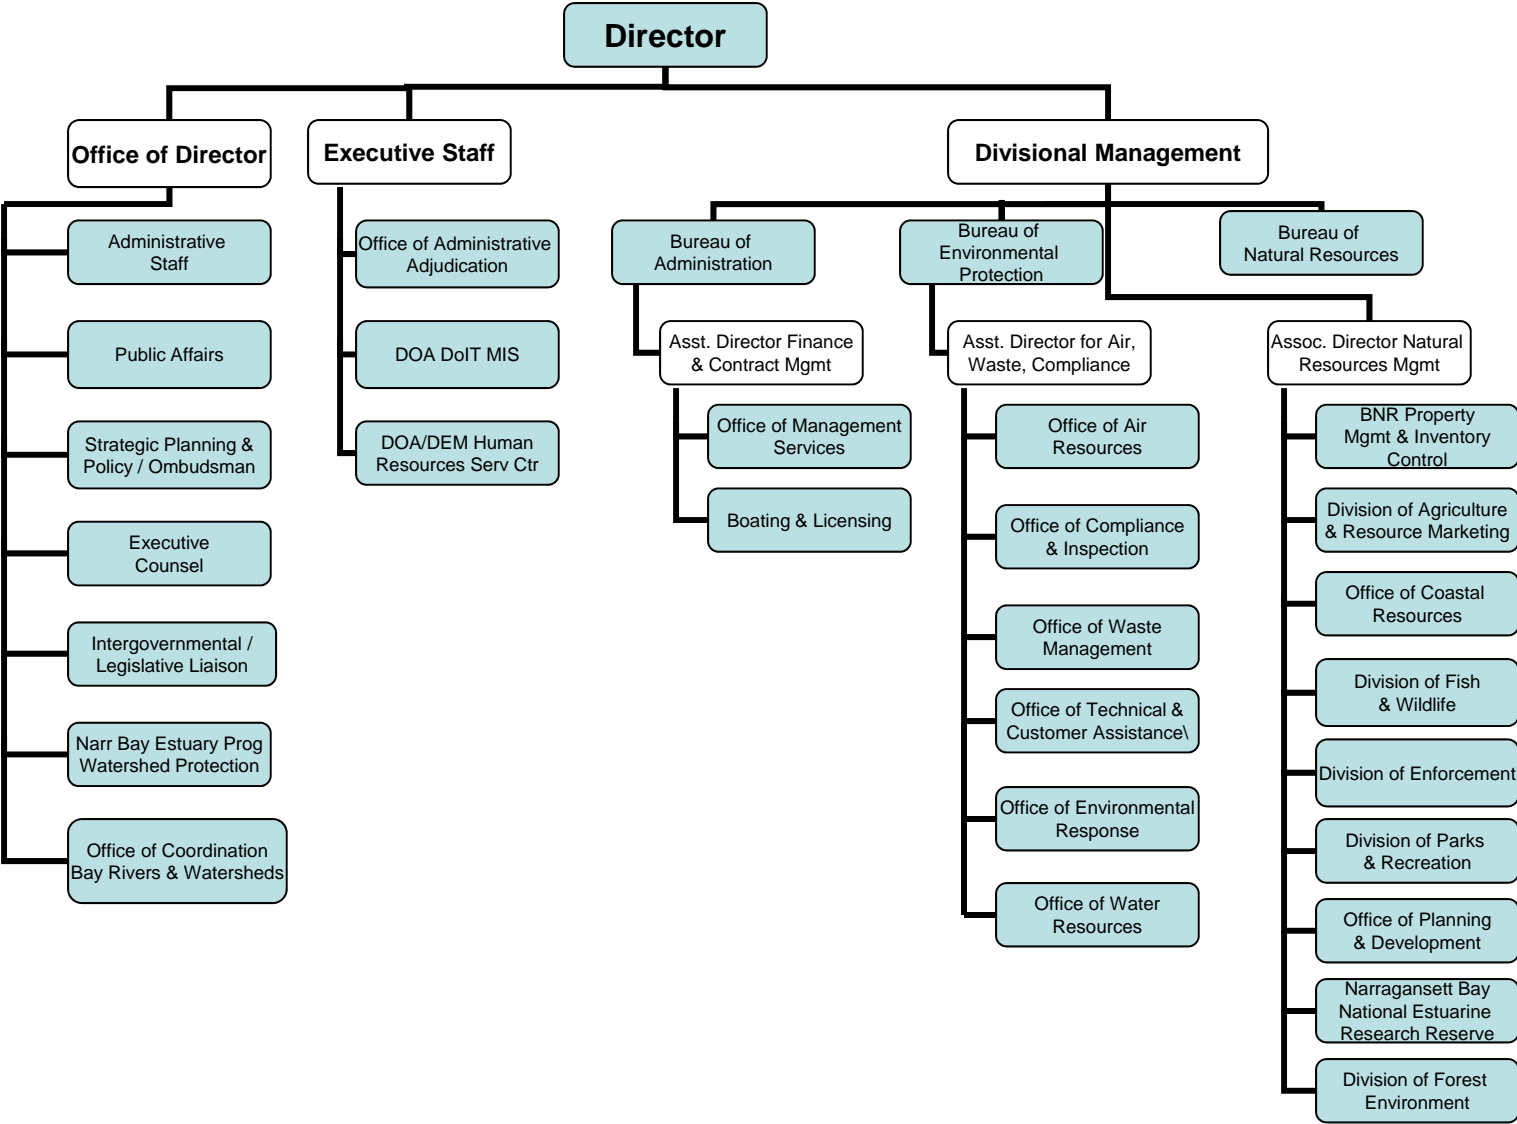 Director
Office of Director
Executive Staff
Divisional Management
Administrative
Staff
Public Affairs
Strategic Planning &
Policy / Ombudsman
Executive
Counsel
Intergovernmental /
Legislative Liaison
Narr Bay Estuary Prog
Watershed Protection
Office of Coordination
Bay Rivers & Watersheds
Office of Administrative
Adjudication
DOA DoIT MIS
DOA/DEM Human
Resources Serv Ctr
Bureau of
Administration
Asst. Director Finance
& Contract Mgmt
Office of Management
Services
Boating & Licensing
Bureau of
Environmental
Protection
Asst. Director for Air,
Waste, Compliance
Office of Air
Resources
Office of Compliance
& Inspection
Office of Waste
Management
Office of Technical &
Customer Assistance\
Office of Environmental
Response
Office of Water
Resources
Bureau of
Natural Resources
Assoc. Director Natural
Resources Mgmt
BNR Property
Mgmt & Inventory
Control
Division of Agriculture
& Resource Marketing
Office of Coastal
Resources
Division of Fish
& Wildlife
Division of Enforcement
Division of Parks
& Recreation
Office of Planning
& Development
Narragansett Bay
National Estuarine
Research Reserve
Division of Forest
Environment